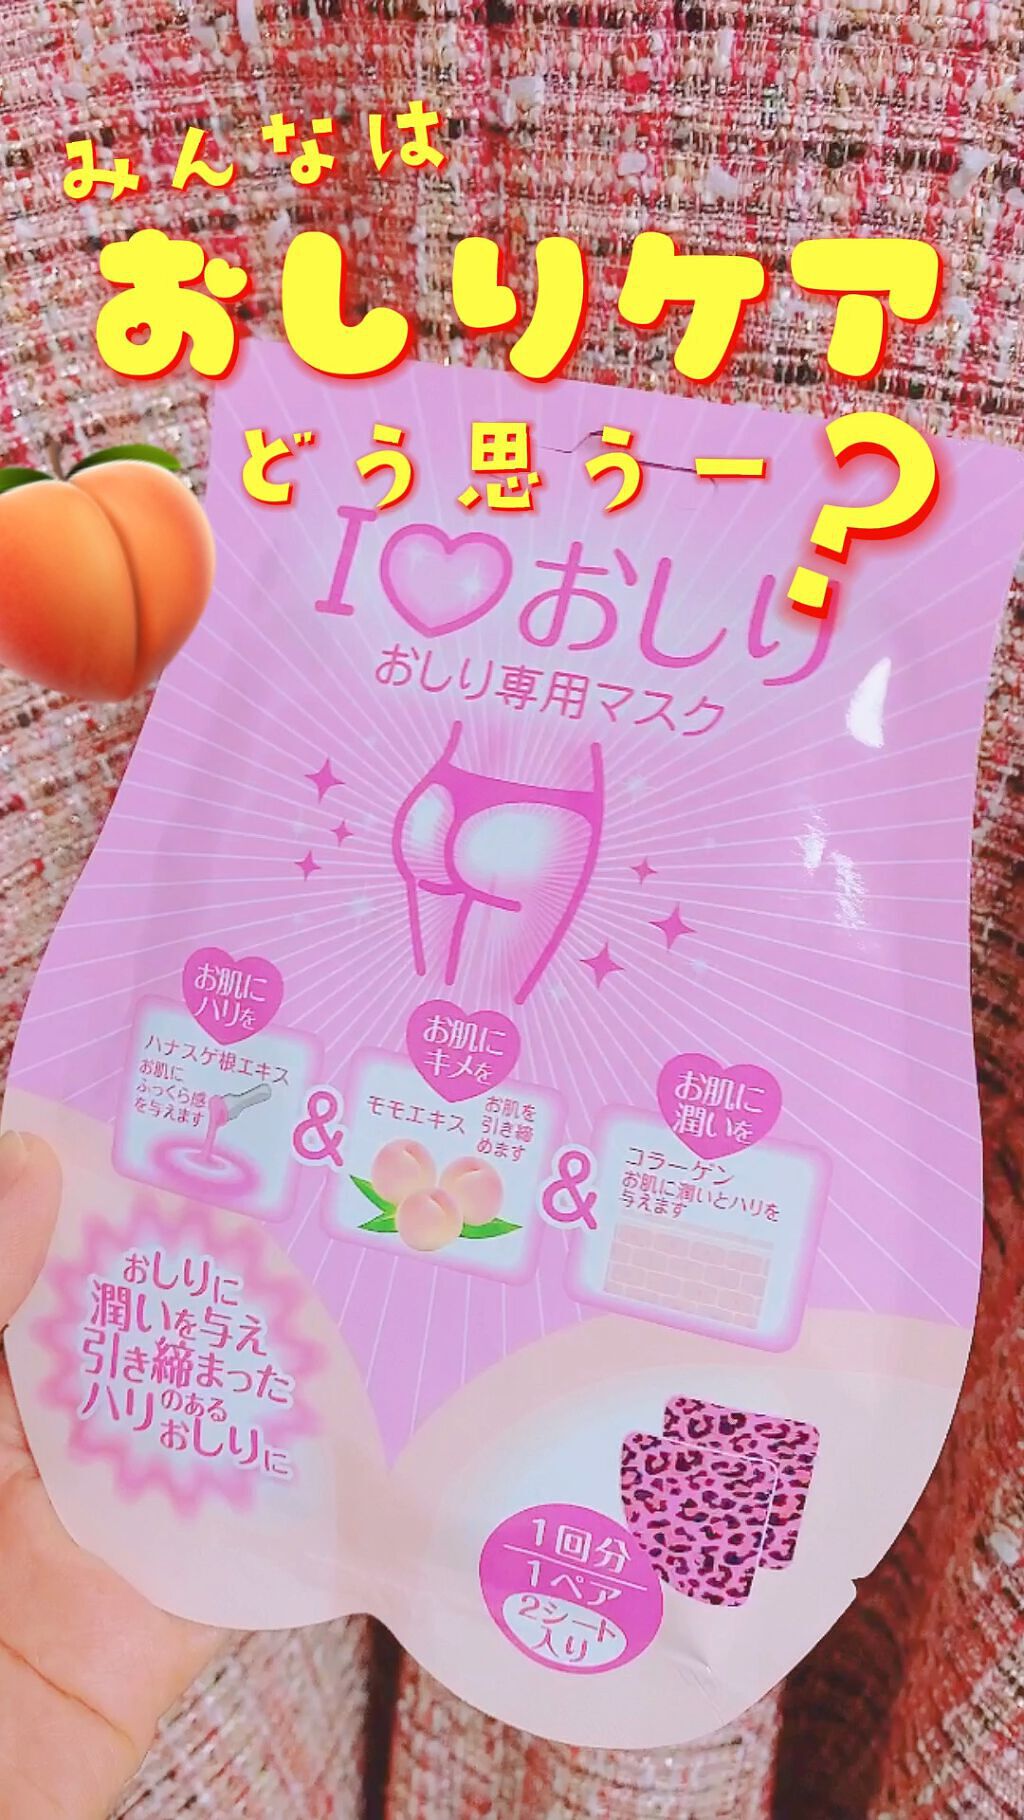 みんなは
おしりケア
どう思うー?
I♡おしり
おしり専用マスク
お肌に
ハリを
ハナスゲ根エキス
お肌に
ふっくら感
を与えます
&
お肌に
キメを
モモエキス
お肌を
引き締
めます
&
お肌に
潤いを
コラーゲン
お肌に潤いとハリを
与えます
おしりに
潤いを与え
引き締まった
ハリのある
おしりに
1回分
1ペア
2シート
入り